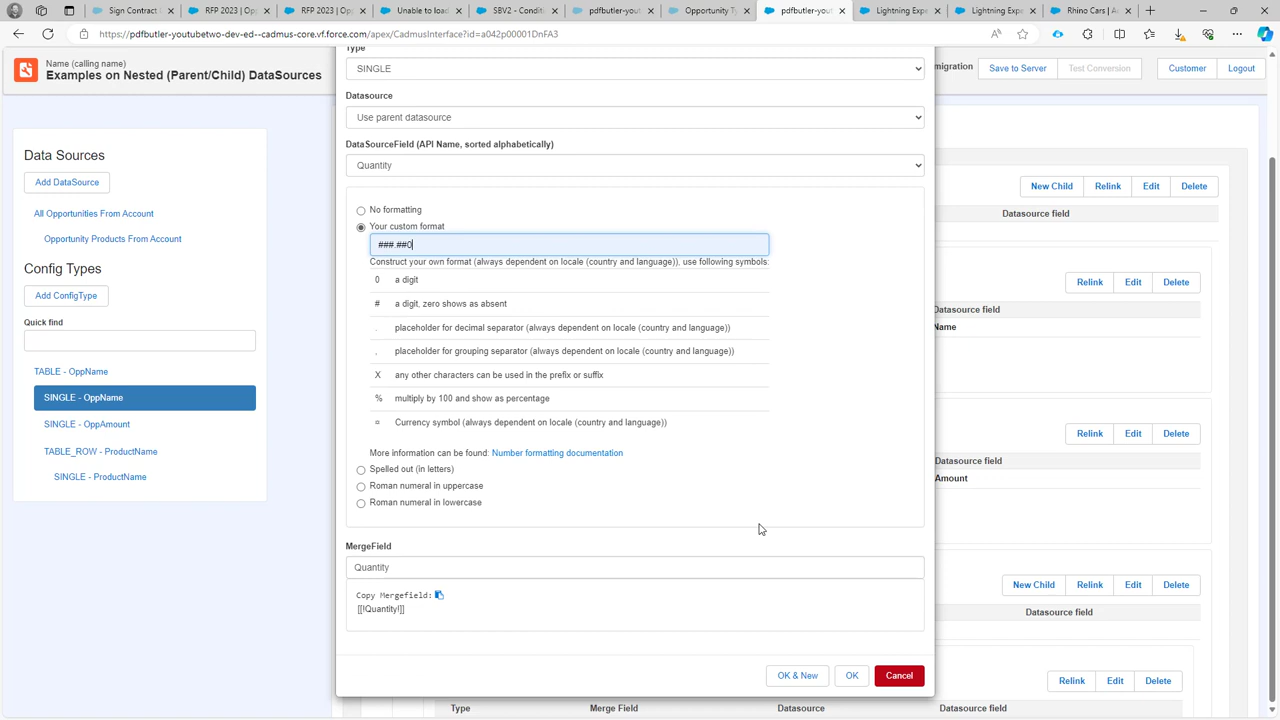 Sign Contract U
RFP 2023 | Opp
RFP 2023 | Opp
Unable to load
SBV2 - Conditio
pdfbutler-yout
Opportunity Ty
pdfbutler-yout
Lightning Expe
Lightning Expe
Rhino Cars | Ac
https://pdfbutler-youtubetwo-dev-ed--cadmus-core.vf.force.com/apex/CadmusInterface?id=a042p00001DnFA3
Name (calling name)
Examples on Nested (Parent/Child) DataSources
migration
Save to Server
Test Conversion
Customer
Logout
Data Sources
Add DataSource
All Opportunities From Account
Opportunity Products From Account
Config Types
Add ConfigType
Quick find
TABLE - OppName
SINGLE - OppName
SINGLE - OppAmount
TABLE_ROW - ProductName
SINGLE - ProductName
Type
SINGLE
Datasource
Use parent datasource
DataSourceField (API Name, sorted alphabetically)
Quantity
No formatting
Your custom format
###.##0
Construct your own format (always dependent on locale (country and language)), use following symbols:
0 a digit
# a digit, zero shows as absent
. placeholder for decimal separator (always dependent on locale (country and language))
, placeholder for grouping separator (always dependent on locale (country and language))
X any other characters can be used in the prefix or suffix
% multiply by 100 and show as percentage
¤ Currency symbol (always dependent on locale (country and language))
More information can be found: Number formatting documentation
Spelled out (in letters)
Roman numeral in uppercase
Roman numeral in lowercase
MergeField
Quantity
Copy Mergefield:
[[!Quantity!]]
OK & New
OK
Cancel
New Child
Relink
Edit
Delete
Datasource field
Relink
Edit
Delete
Datasource field
Name
Relink
Edit
Delete
Datasource field
Amount
New Child
Relink
Edit
Delete
Datasource field
Relink
Edit
Delete
Type
Merge Field
Datasource
Datasource field